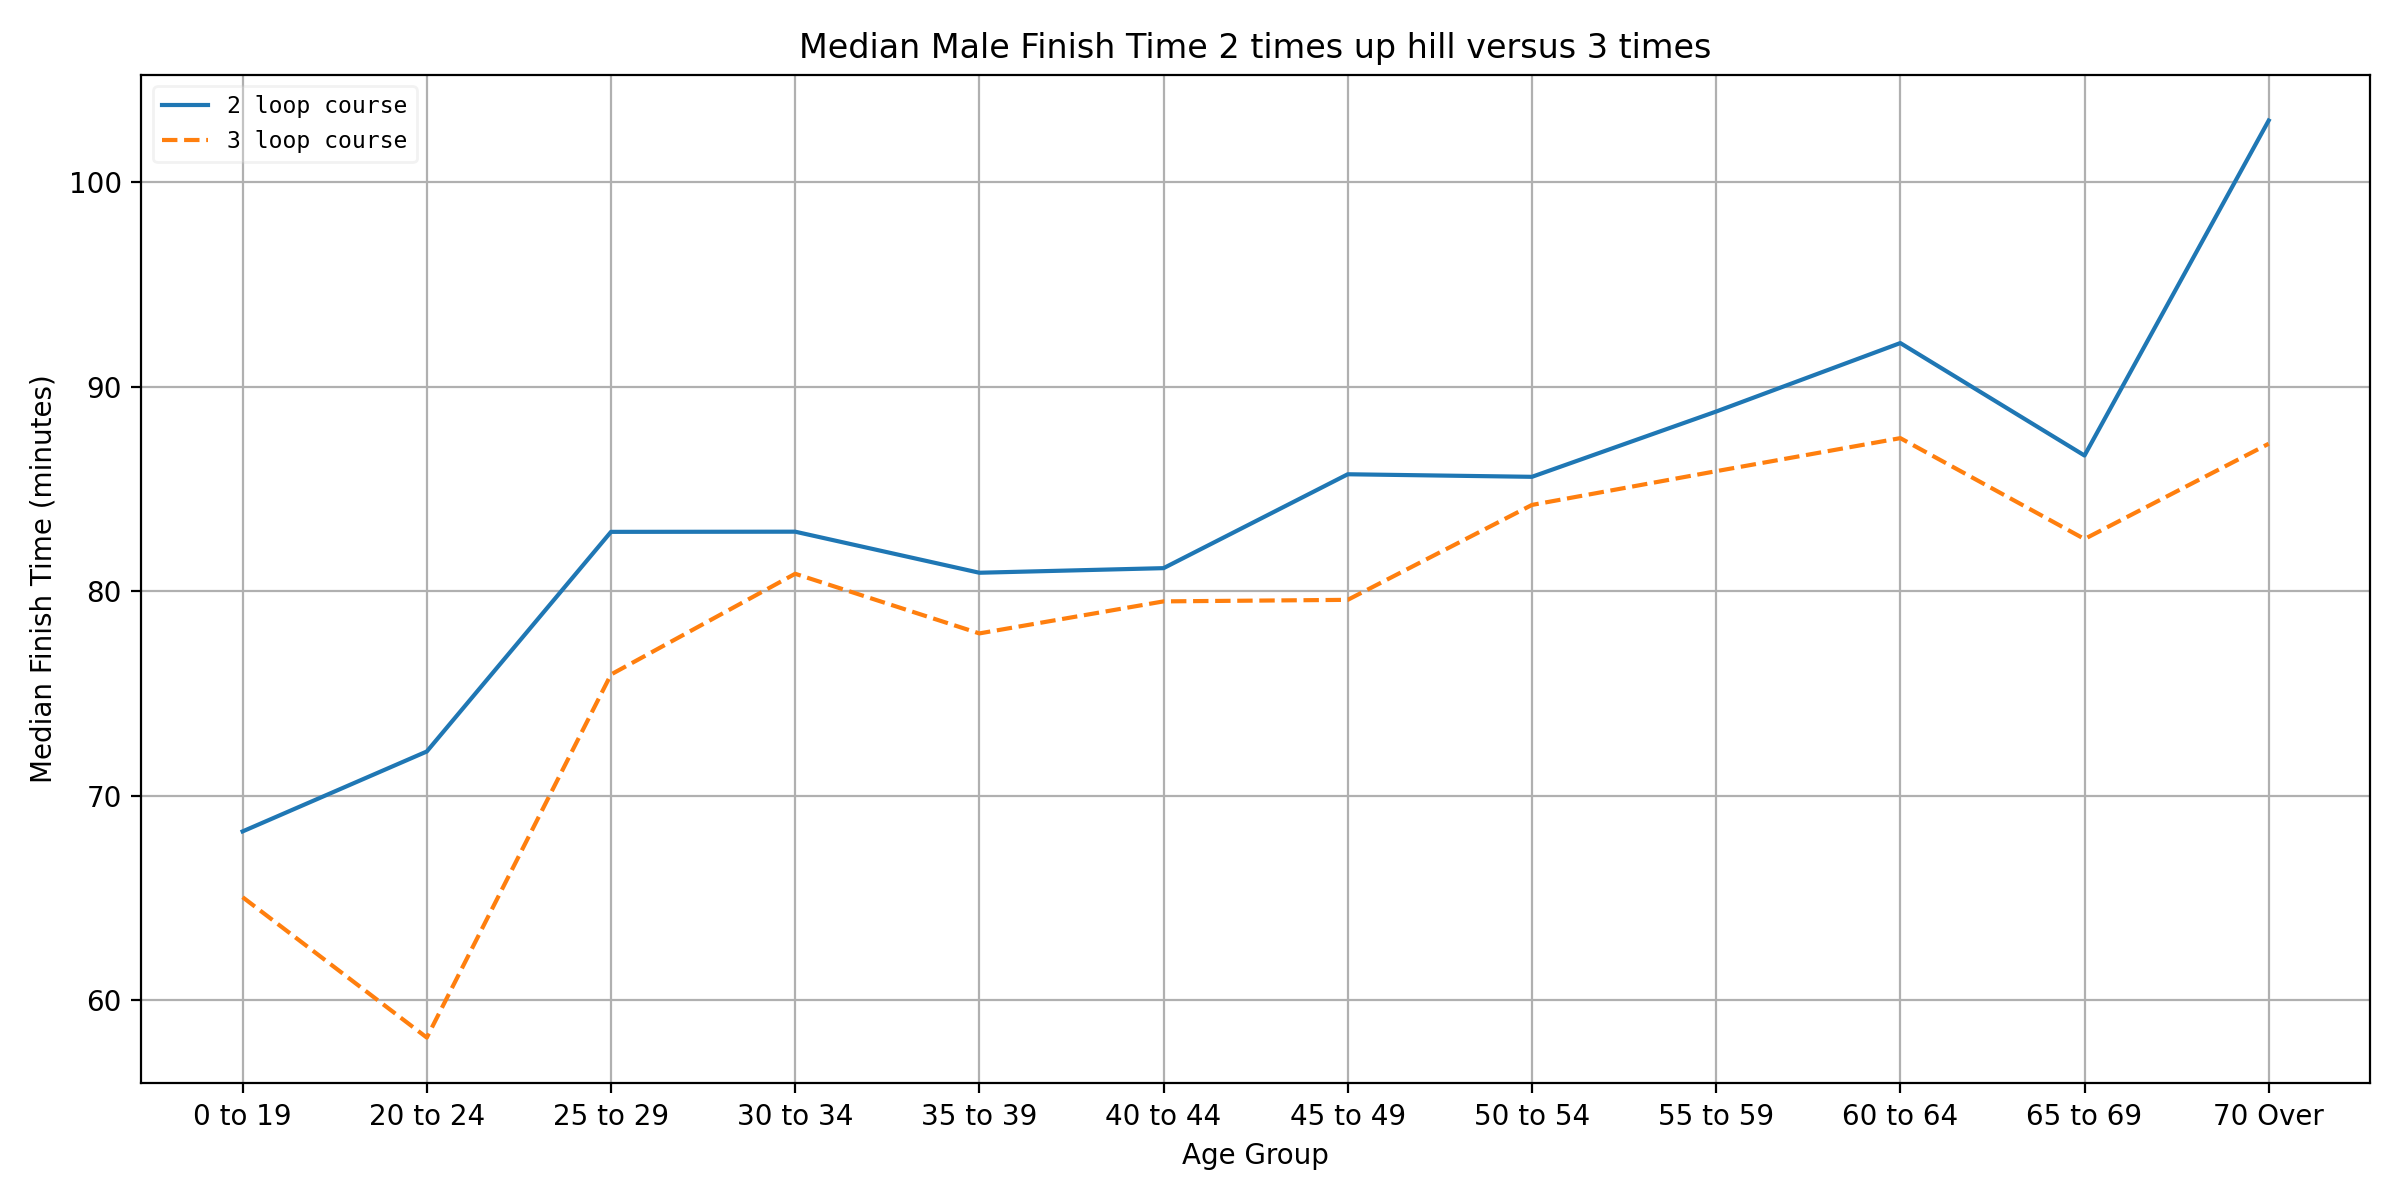 Median Male Finish Time 2 times up hill versus 3 times
2 loop course
3 loop course
Median Finish Time (minutes)
100
90
80
70
60
0 to 19
20 to 24
25 to 29
30 to 34
35 to 39
40 to 44
45 to 49
50 to 54
55 to 59
60 to 64
65 to 69
70 Over
Age Group